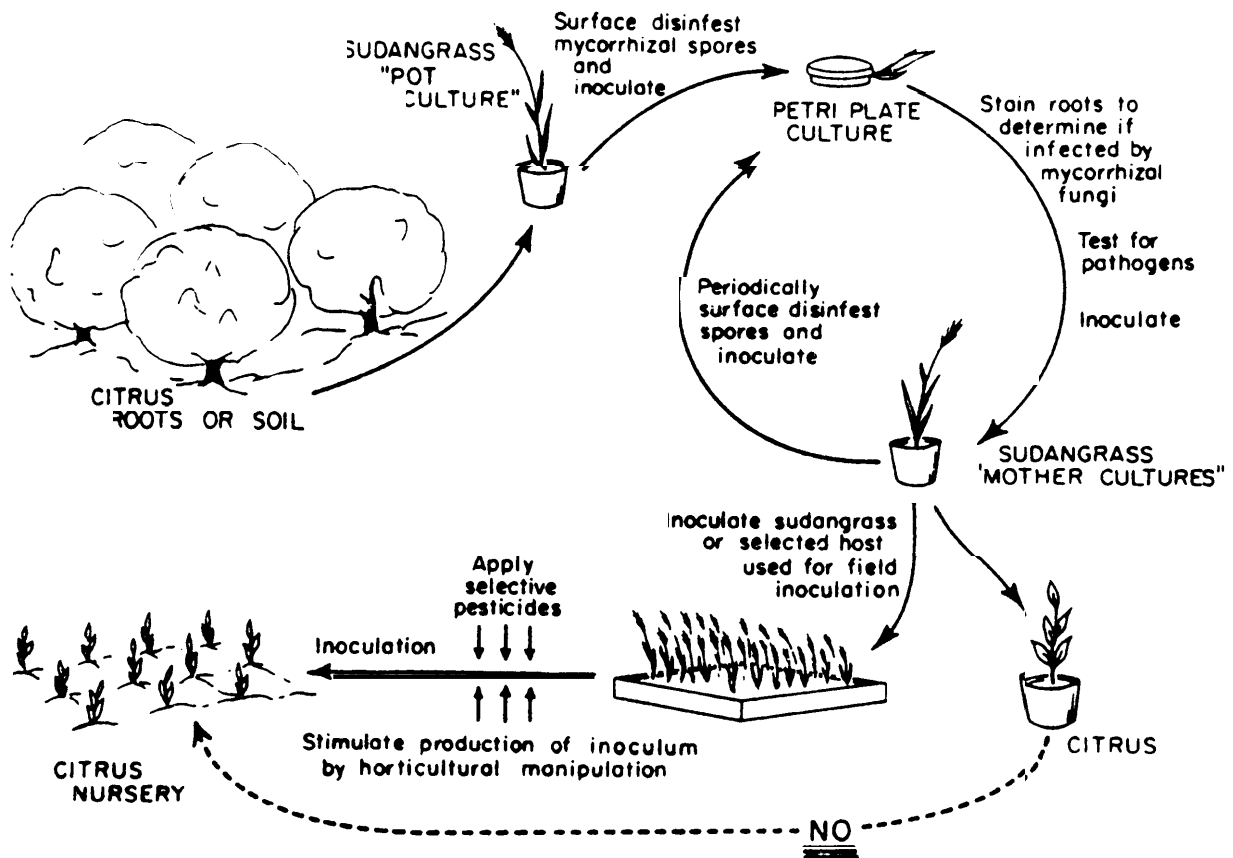 SUDANGRASS
"POT
CULTURE"
Surface disinfest
mycorrhizal spores
and
inoculate
PETRI PLATE
CULTURE
Stain roots to
determine if
infected by
mycorrhizal
fungi
Test for
pathogens
Inoculate
Periodically
surface disinfest
spores and
inoculate
CITRUS
ROOTS OR SOIL
SUDANGRASS
'MOTHER CULTURES"
Inoculate sudangrass
or selected host
used for field
inoculation
Apply
selective
pesticides
Inoculation
Stimulate production of inoculum
by horticultural manipulation
CITRUS
NURSERY
CITRUS
NO